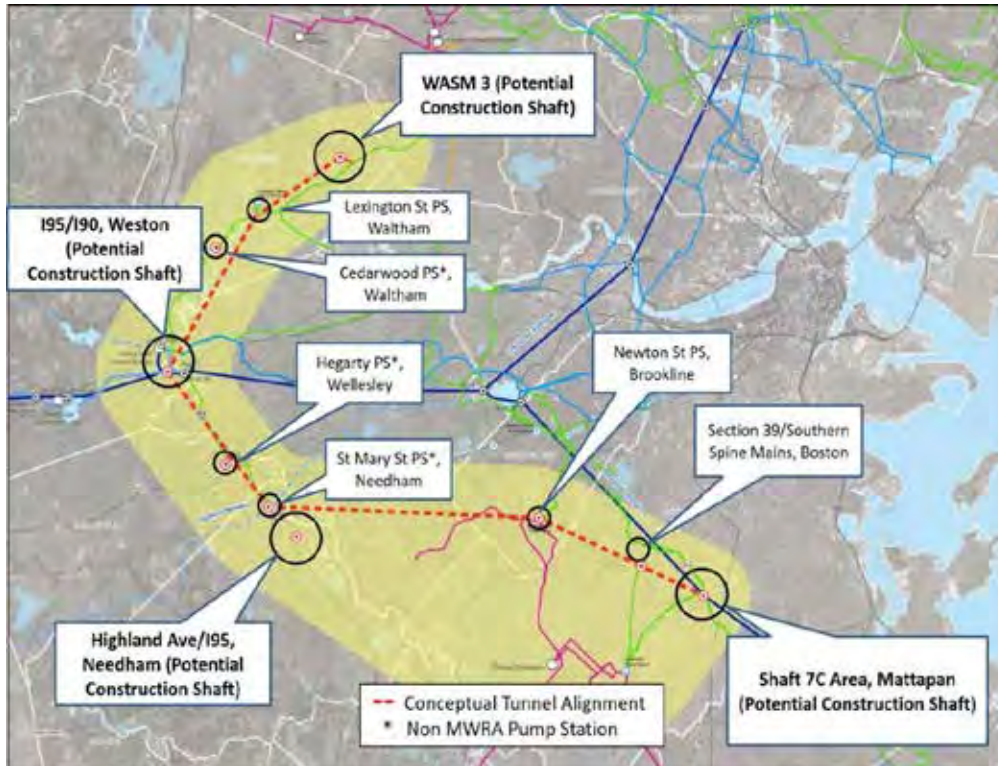 WASM 3 (Potential
Construction Shaft)
Lexington St PS,
Waltham
I95/I90, Weston
(Potential
Construction Shaft)
Cedarwood PS*,
Waltham
Hegarty PS*,
Wellesley
Newton St PS,
Brookline
St Mary St PS*,
Needham
Section 39/Southern
Spine Mains, Boston
Highland Ave/I95,
Needham (Potential
Construction Shaft)
Shaft 7C Area, Mattapan
(Potential Construction Shaft)
Conceptual Tunnel Alignment
* Non MWRA Pump Station